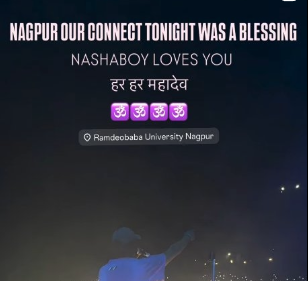 NAGPUR OUR CONNECT TONIGHT WAS A BLESSING
NASHABOY LOVES YOU
हर हर महादेव
🕉🕉🕉🕉
Ramdeobaba University Nagpur